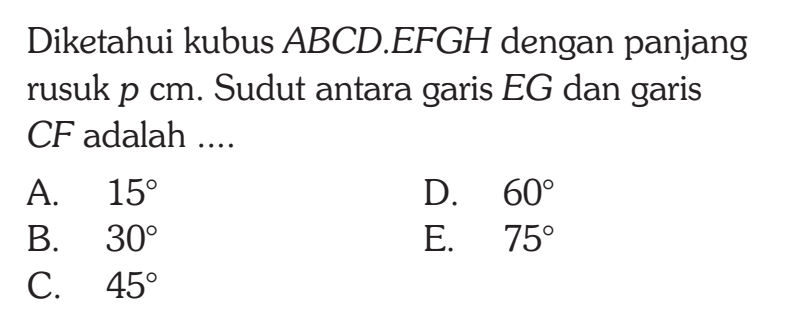 Diketahui kubus ABCD.EFGH dengan panjang
rusuk p cm. Sudut antara garis EG dan garis
CF adalah ....
A. 15°
D. 60°
B. 30°
E. 75°
C. 45°